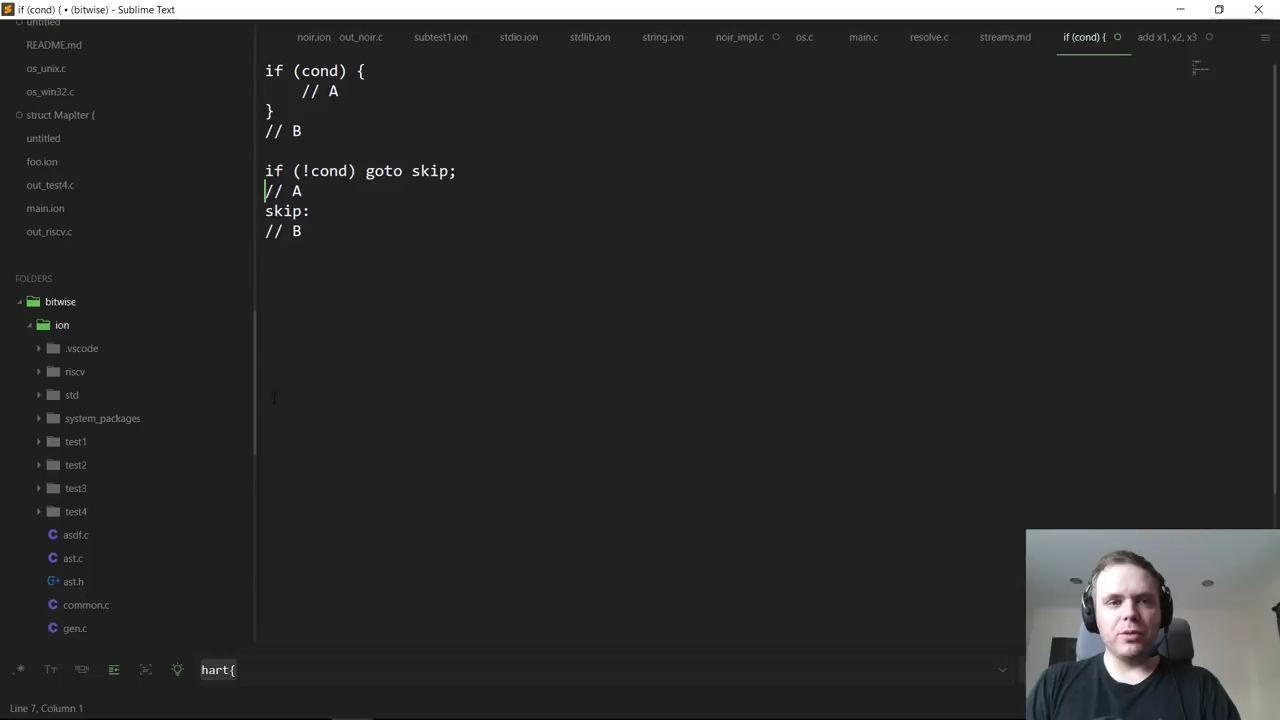 if (cond) { • (bitwise) - Sublime Text
untitled
README.md
os_unix.c
os_win32.c
struct MapIter {
untitled
foo.ion
out_test4.c
main.ion
out_riscv.c
FOLDERS
bitwise
ion
.vscode
riscv
std
system_packages
test1
test2
test3
test4
asdf.c
ast.c
ast.h
common.c
gen.c
noir.ion out_noir.c subtest1.ion stdio.ion stdlib.ion string.ion noir_impl.c os.c main.c resolve.c streams.md if (cond) { add x1, x2, x3
if (cond) {
// A
}
// B
if (!cond) goto skip;
// A
skip:
// B
hart{
Line 7, Column 1